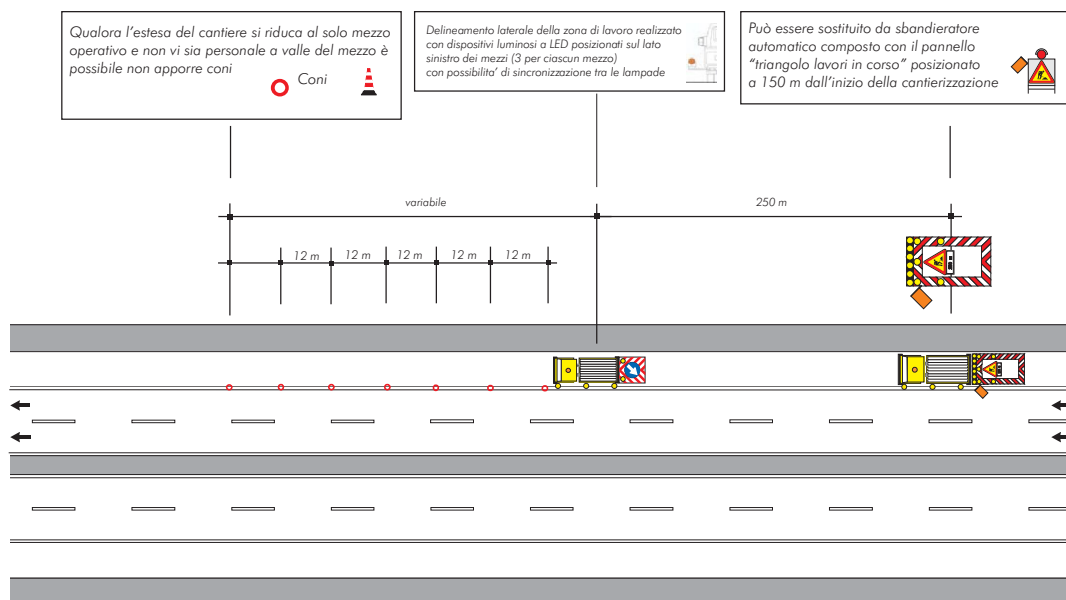 Qualora l'estesa del cantiere si riduca al solo mezzo
operativo e non vi sia personale a valle del mezzo è
possibile non apporre coni
Coni
Delineamento laterale della zona di lavoro realizzato
con dispositivi luminosi a LED posizionati sul lato
sinistro dei mezzi (3 per ciascun mezzo)
con possibilita' di sincronizzazione tra le lampade
Può essere sostituito da sbandieratore
automatico composto con il pannello
"triangolo lavori in corso" posizionato
a 150 m dall'inizio della cantierizzazione
variabile
250 m
12 m
12 m
12 m
12 m
12 m